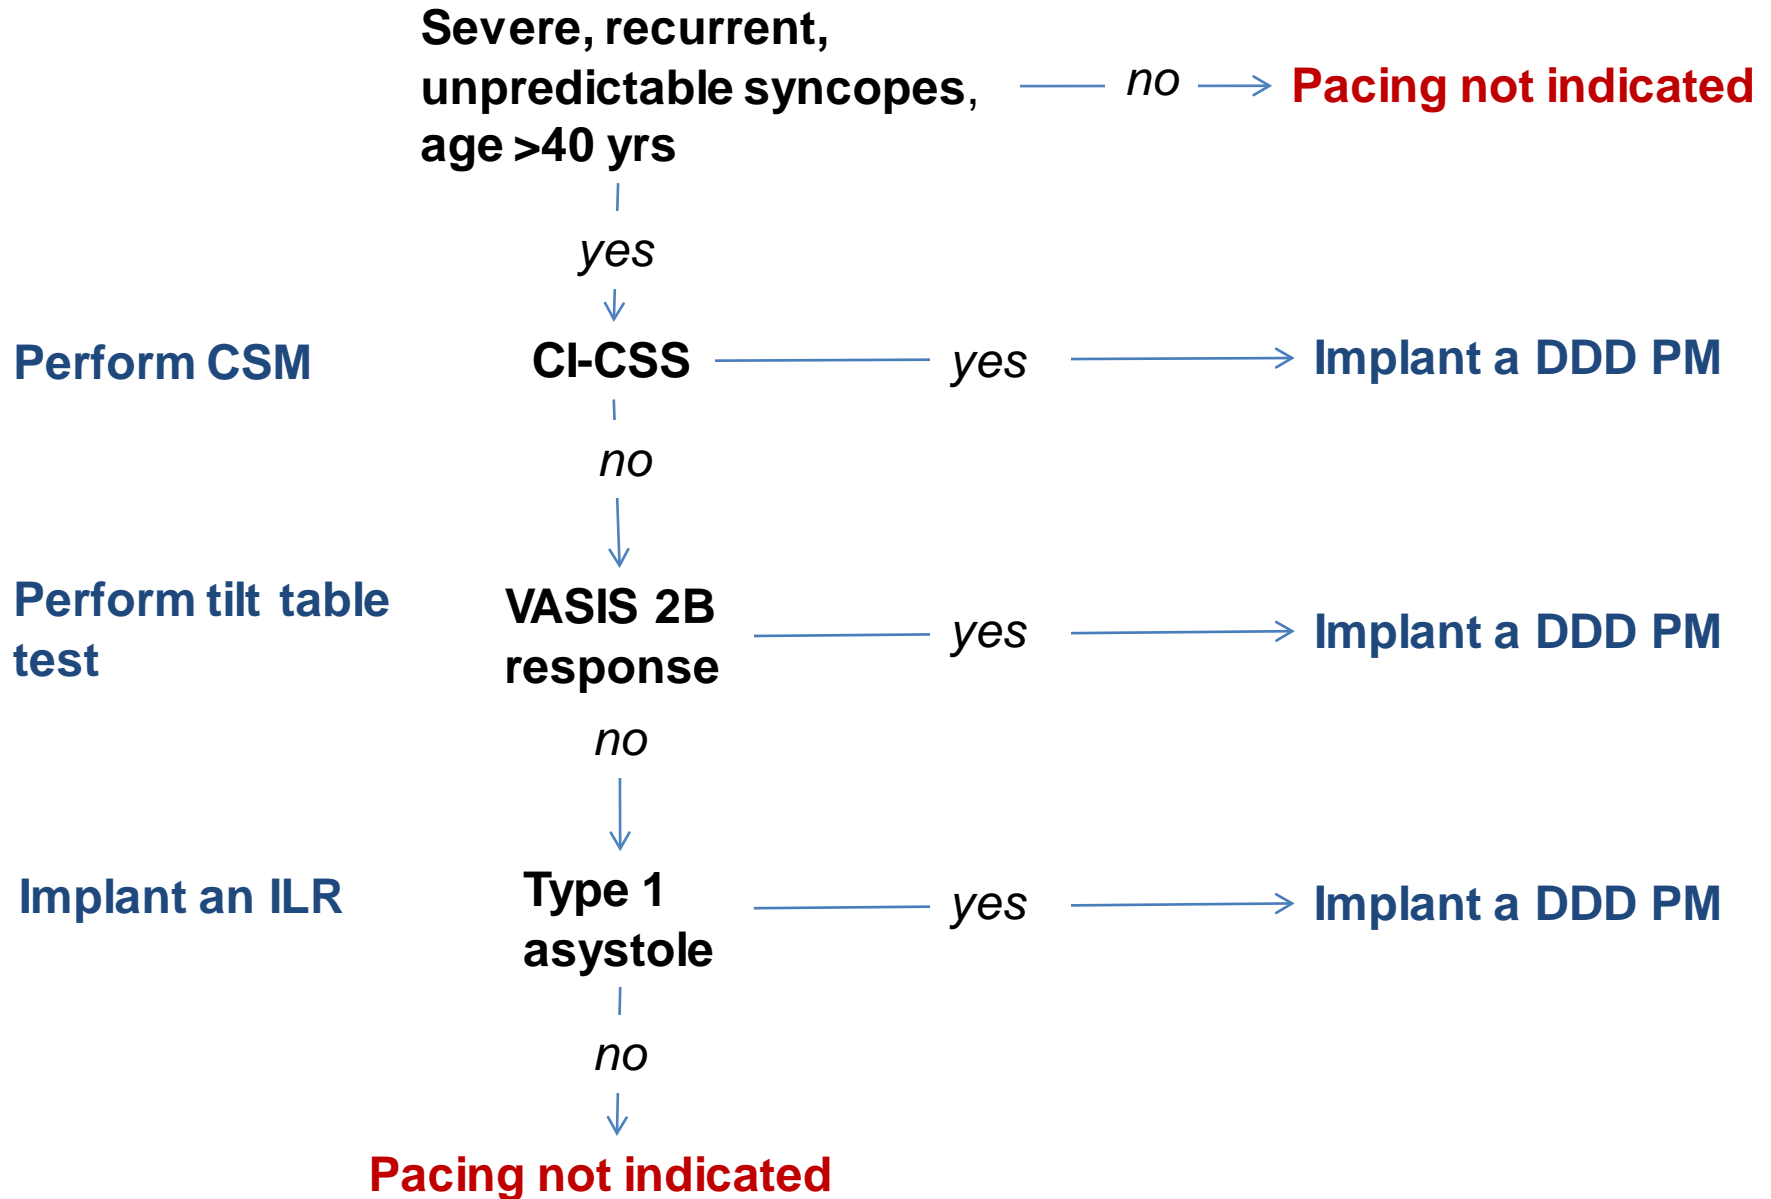 Severe, recurrent,
unpredictable syncopes,
age >40 yrs
no
Pacing not indicated
yes
Perform CSM
CI-CSS
yes
Implant a DDD PM
no
Perform tilt table
test
VASIS 2B
response
yes
Implant a DDD PM
no
Implant an ILR
Type 1
asystole
yes
Implant a DDD PM
no
Pacing not indicated